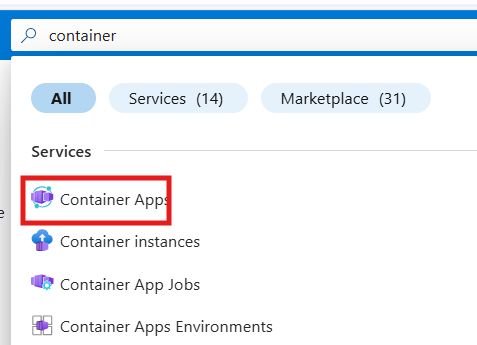 container
All
Services (14)
Marketplace (31)
Services
Container Apps
e
Container instances
Container App Jobs
Container Apps Environments